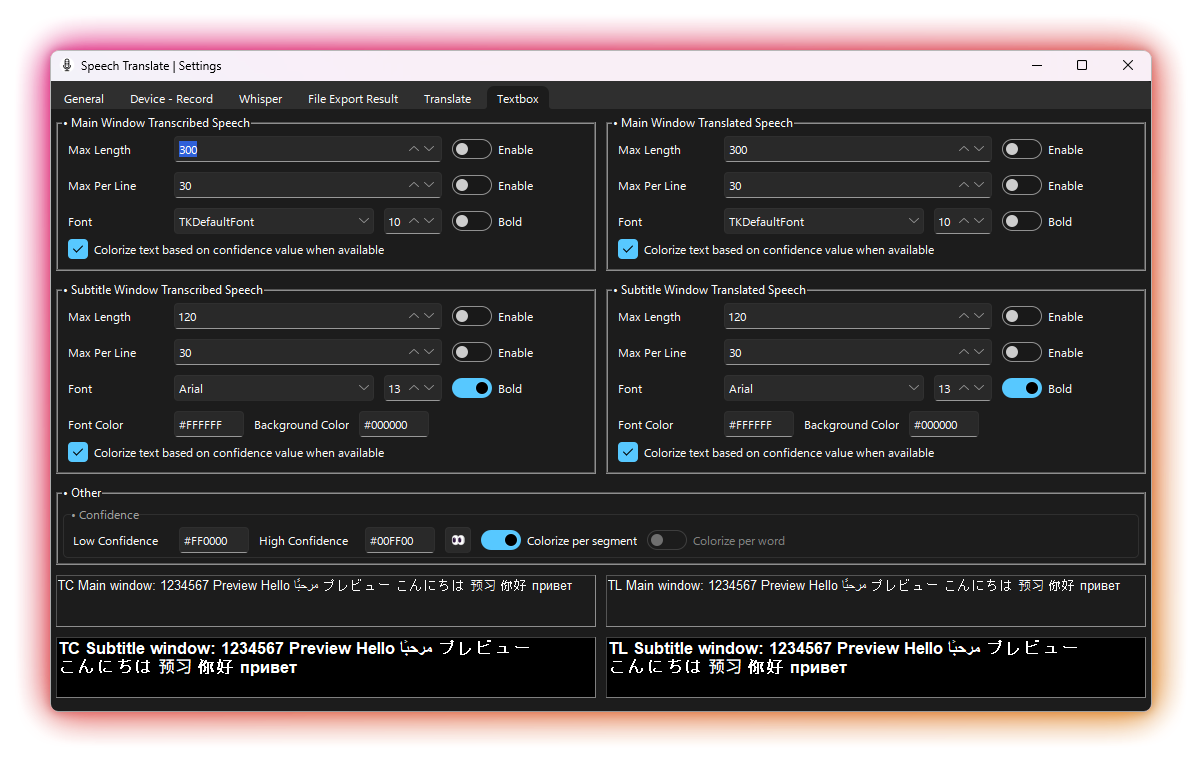 Speech Translate | Settings
General Device - Record Whisper File Export Result Translate Textbox
• Main Window Transcribed Speech
Max Length 300 Enable
Max Per Line 30 Enable
Font TKDefaultFont 10 Bold
Colorize text based on confidence value when available
• Main Window Translated Speech
Max Length 300 Enable
Max Per Line 30 Enable
Font TKDefaultFont 10 Bold
Colorize text based on confidence value when available
• Subtitle Window Transcribed Speech
Max Length 120 Enable
Max Per Line 30 Enable
Font Arial 13 Bold
Font Color #FFFFFF Background Color #000000
Colorize text based on confidence value when available
• Subtitle Window Translated Speech
Max Length 120 Enable
Max Per Line 30 Enable
Font Arial 13 Bold
Font Color #FFFFFF Background Color #000000
Colorize text based on confidence value when available
• Other
• Confidence
Low Confidence #FF0000 High Confidence #00FF00 Colorize per segment Colorize per word
TC Main window: 1234567 Preview Hello مرحبًا プレビュー こんにちは 预习 你好 привет
TL Main window: 1234567 Preview Hello مرحبًا プレビュー こんにちは 预习 你好 привет
TC Subtitle window: 1234567 Preview Hello مرحبًا プレビュー
こんにちは 预习 你好 привет
TL Subtitle window: 1234567 Preview Hello مرحبًا プレビュー
こんにちは 预习 你好 привет